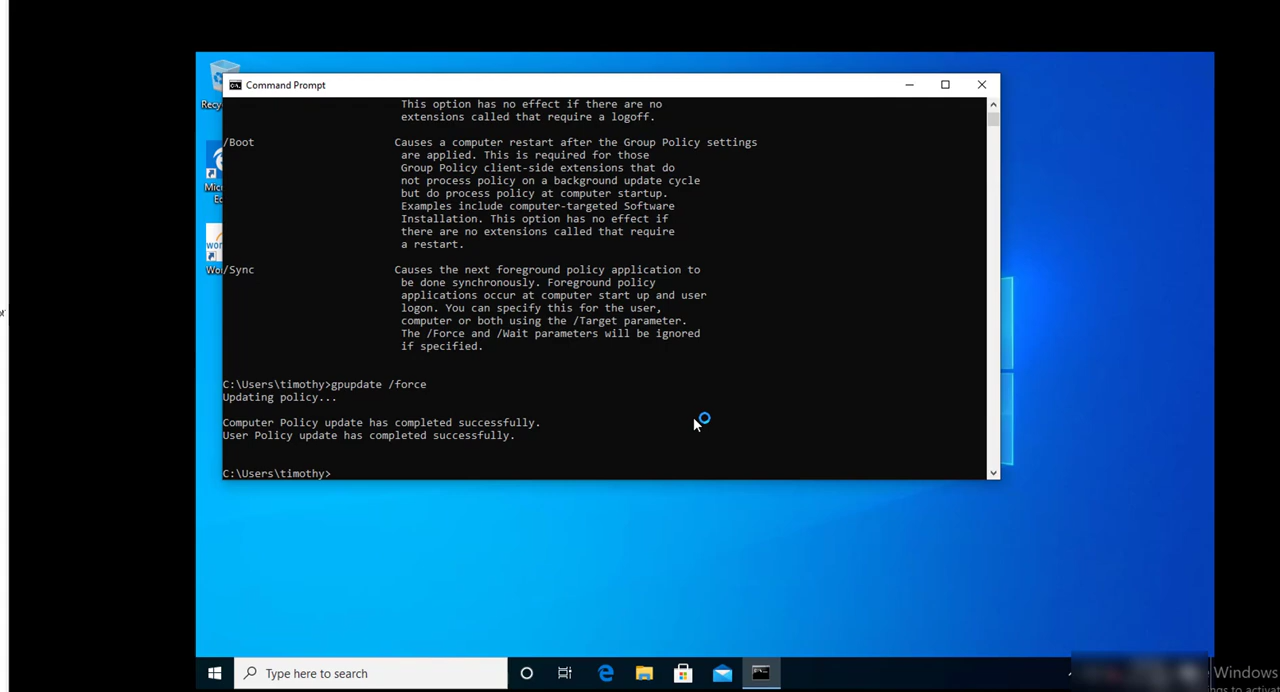 Command Prompt
This option has no effect if there are no
extensions called that require a logoff.
/Boot Causes a computer restart after the Group Policy settings
are applied. This is required for those
Group Policy client-side extensions that do
not process policy on a background update cycle
but do process policy at computer startup.
Examples include computer-targeted Software
Installation. This option has no effect if
there are no extensions called that require
a restart.
/Sync Causes the next foreground policy application to
be done synchronously. Foreground policy
applications occur at computer start up and user
logon. You can specify this for the user,
computer or both using the /Target parameter.
The /Force and /Wait parameters will be ignored
if specified.
C:\Users\timothy>gpupdate /force
Updating policy...
Computer Policy update has completed successfully.
User Policy update has completed successfully.
C:\Users\timothy>
Recy
Mic
Ed
wor
Wor
Type here to search
Windows